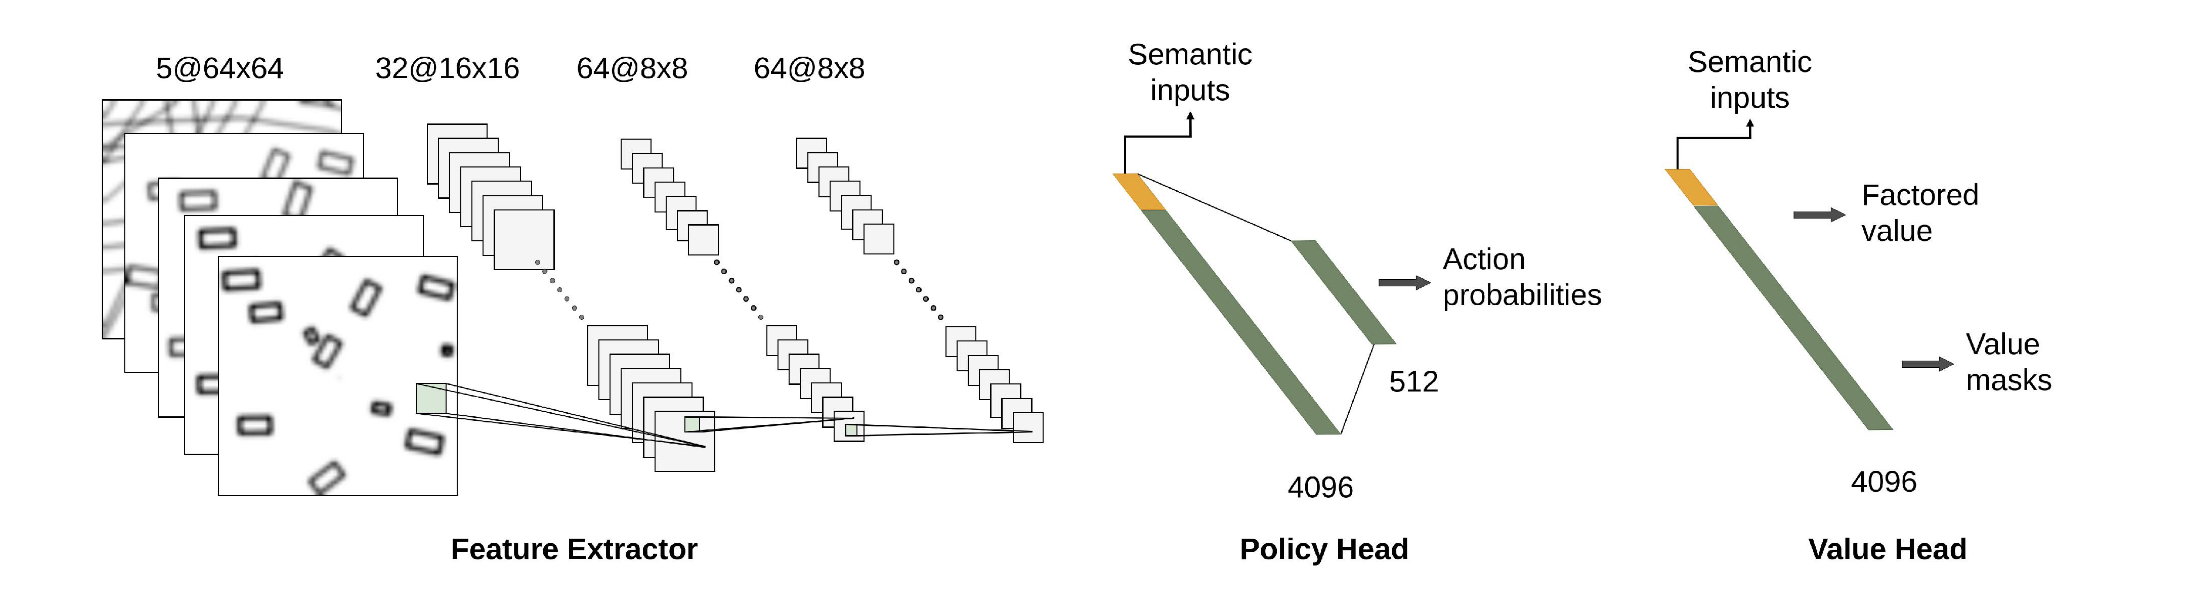 5@64x64
32@16x16
64@8x8
64@8x8
Feature Extractor
Semantic
inputs
Action
probabilities
512
4096
Policy Head
Semantic
inputs
Factored
value
Value
masks
4096
Value Head